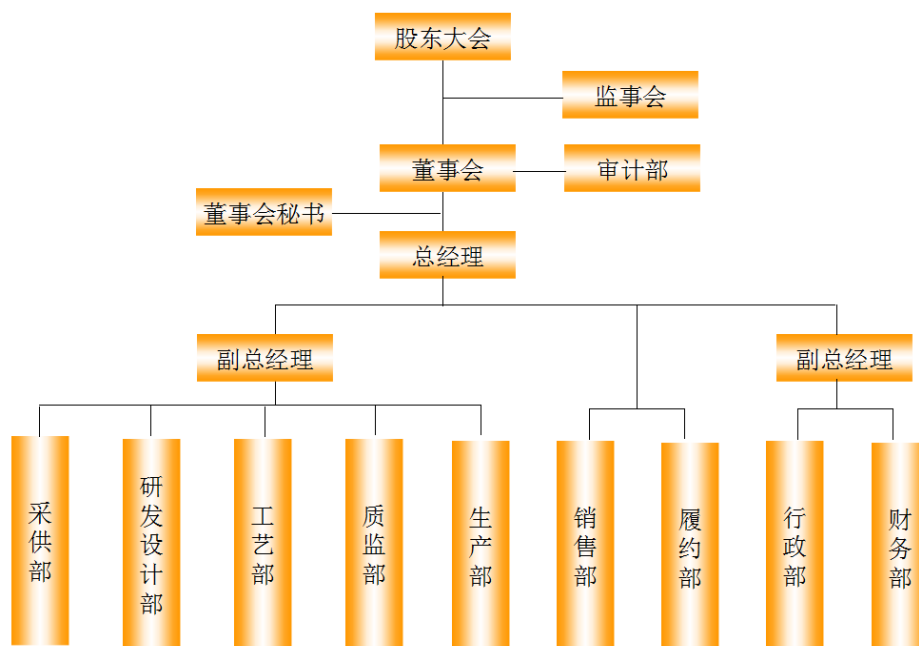 股东大会
监事会
董事会
审计部
董事会秘书
总经理
副总经理
副总经理
采供部
研发设计部
工艺部
质监部
生产部
销售部
履约部
行政部
财务部